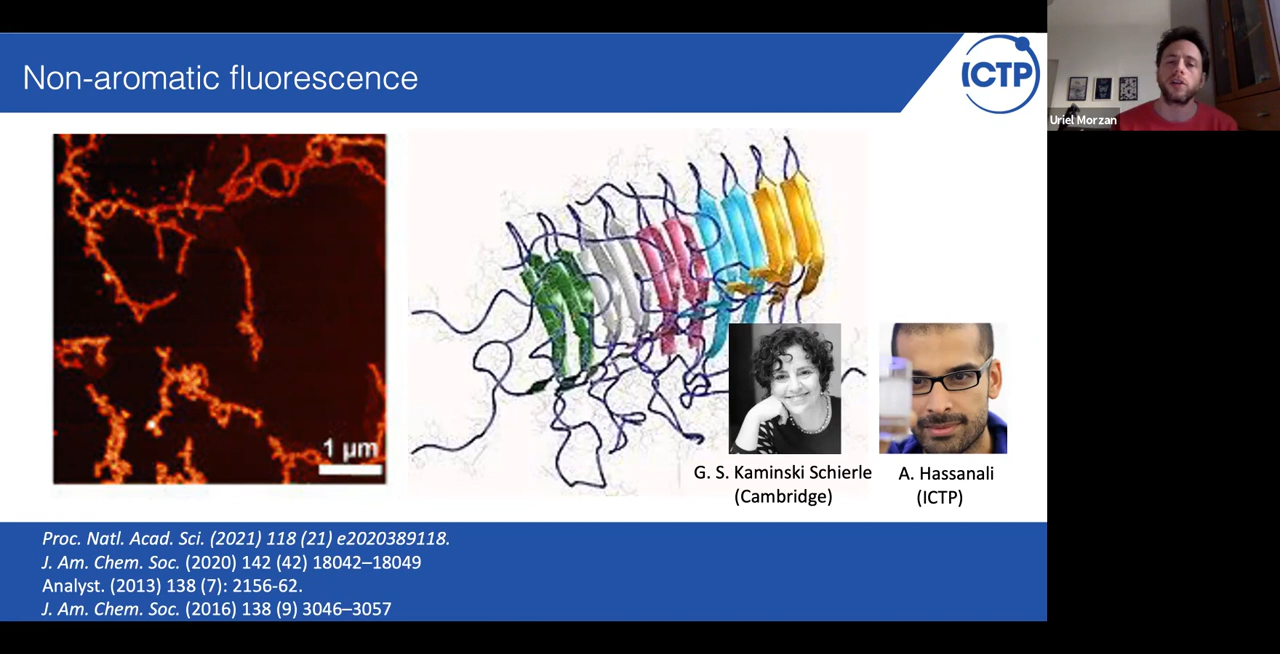 Non-aromatic fluorescence
ICTP
Uriel Morzan
1 μm
G. S. Kaminski Schierle
(Cambridge)
A. Hassanali
(ICTP)
Proc. Natl. Acad. Sci. (2021) 118 (21) e2020389118.
J. Am. Chem. Soc. (2020) 142 (42) 18042–18049
Analyst. (2013) 138 (7): 2156-62.
J. Am. Chem. Soc. (2016) 138 (9) 3046–3057